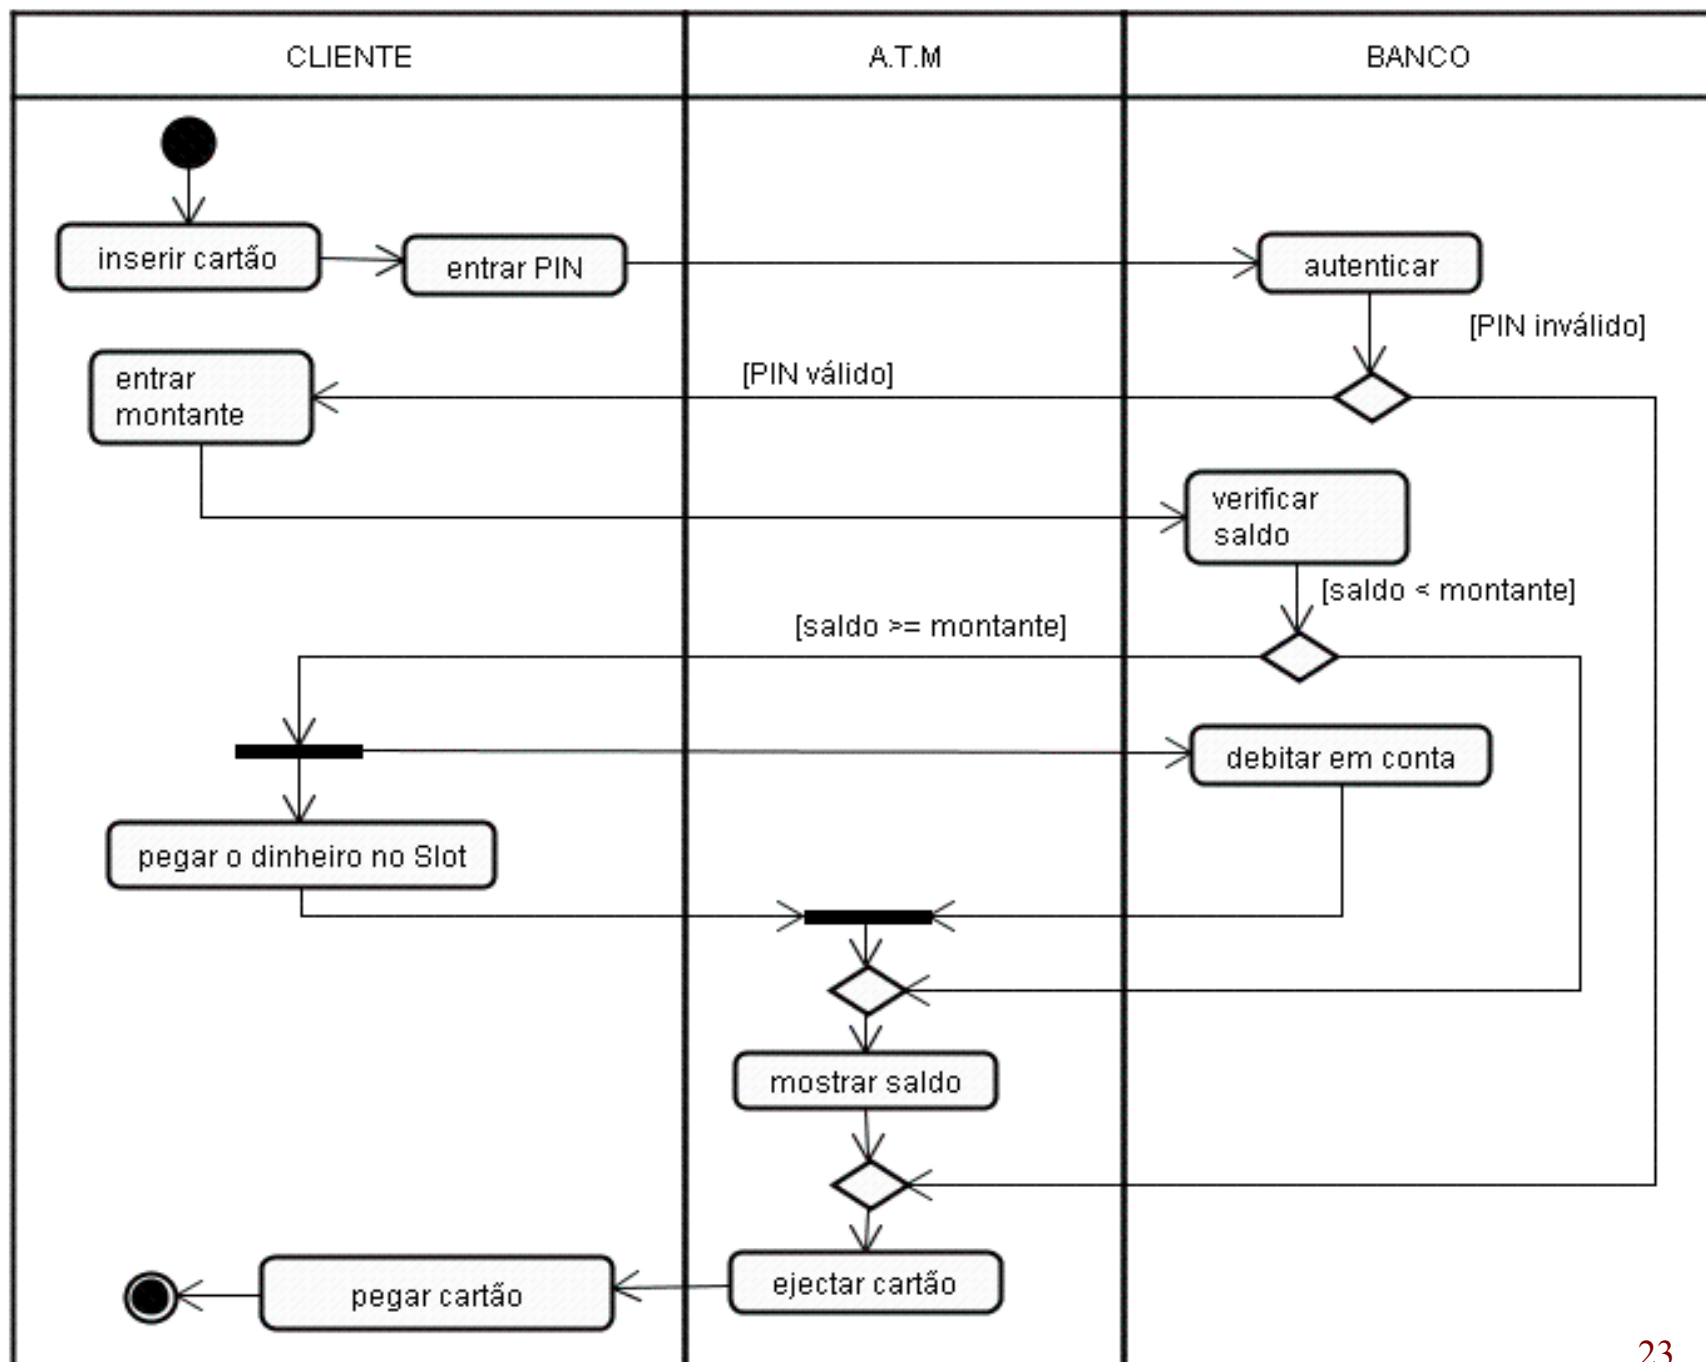 CLIENTE
A.T.M
BANCO
inserir cartão
entrar PIN
autenticar
[PIN inválido]
[PIN válido]
entrar
montante
verificar
saldo
[saldo < montante]
[saldo >= montante]
debitar em conta
pegar o dinheiro no Slot
mostrar saldo
ejectar cartão
pegar cartão
23